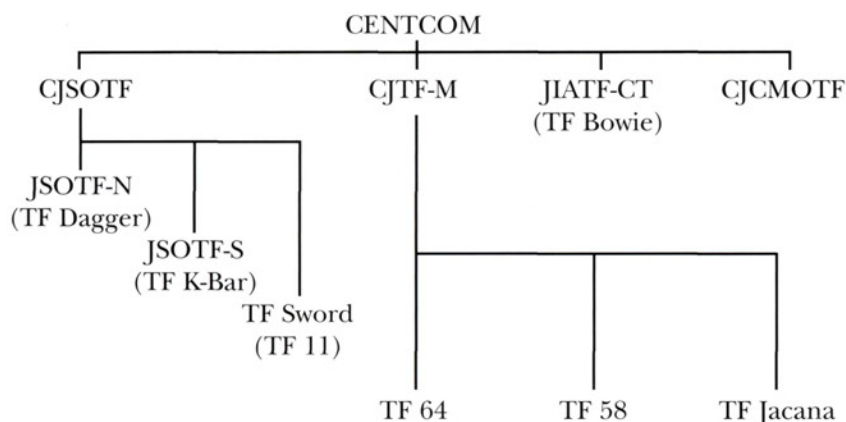 CENTCOM
CJSOTF
CJTF-M
JIATF-CT
(TF Bowie)
CJCMOTF
JSOTF-N
(TF Dagger)
JSOTF-S
(TF K-Bar)
TF Sword
(TF 11)
TF 64
TF 58
TF Jacana